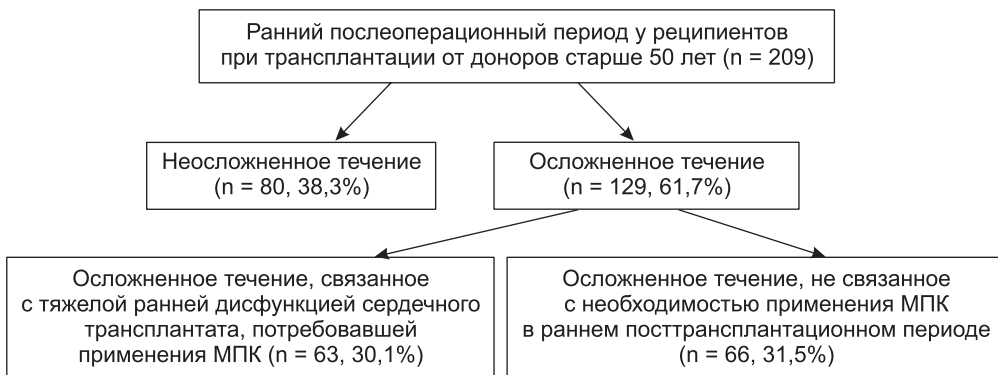 Ранний послеоперационный период у реципиентов
при трансплантации от доноров старше 50 лет (n = 209)
Неосложненное течение
(n = 80, 38,3%)
Осложненное течение
(n = 129, 61,7%)
Осложненное течение, связанное
с тяжелой ранней дисфункцией сердечного
трансплантата, потребовавшей
применения МПК (n = 63, 30,1%)
Осложненное течение, не связанное
с необходимостью применения МПК
в раннем посттрансплантационном периоде
(n = 66, 31,5%)